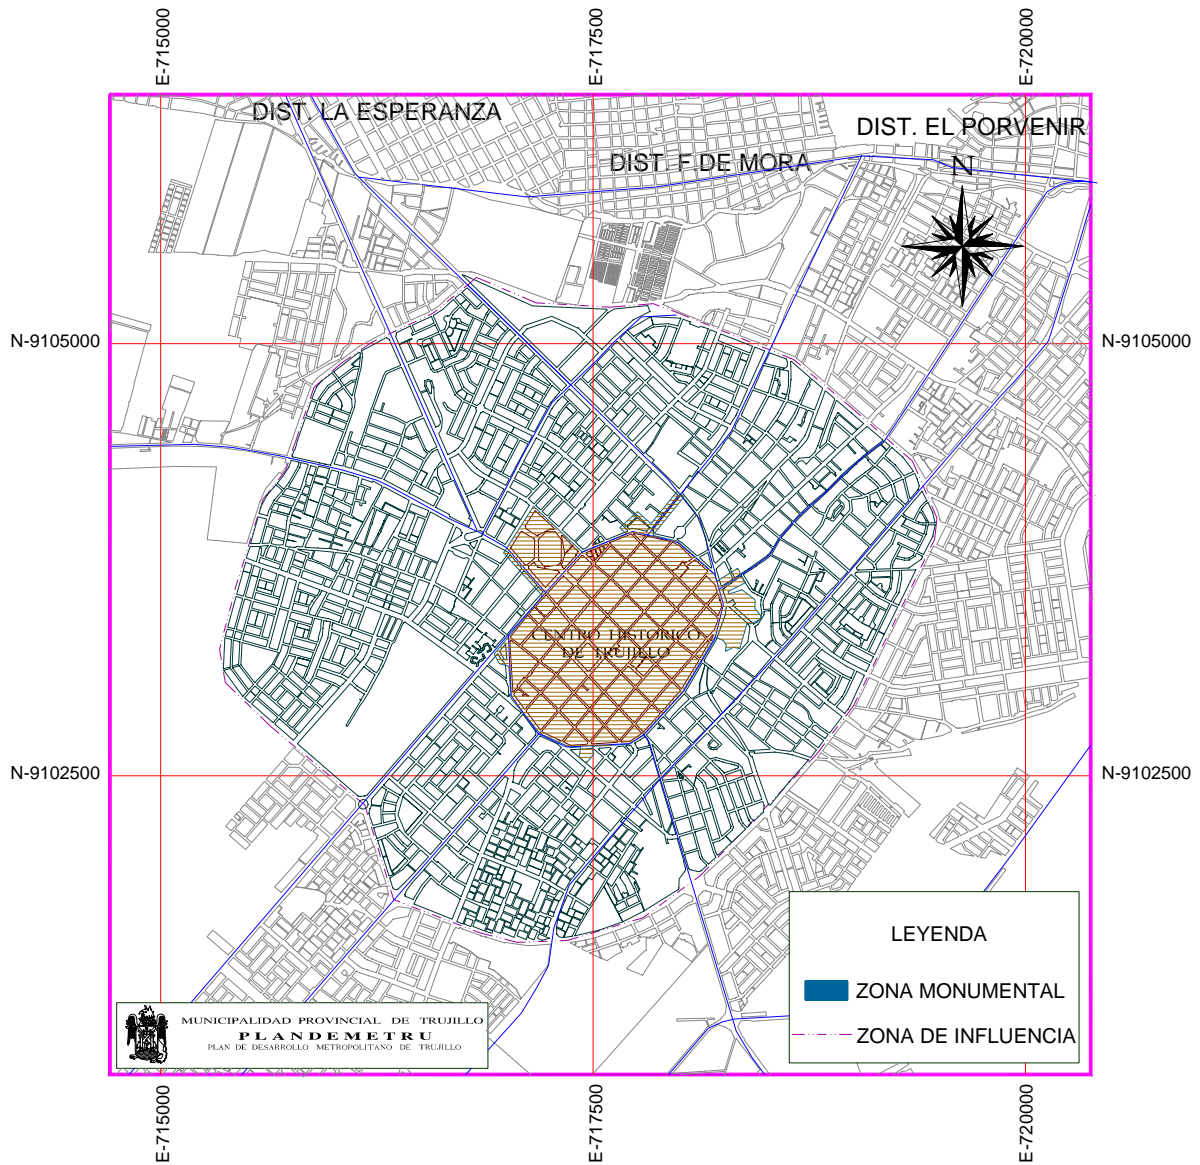 E-715000
E-717500
E-720000
DIST. LA ESPERANZA
DIST. EL PORVENIR
DIST. F DE MORA
N
N-9105000
N-9105000
CENTRO HISTORICO
DE TRUJILLO
N-9102500
N-9102500
LEYENDA
ZONA MONUMENTAL
ZONA DE INFLUENCIA
MUNICIPALIDAD PROVINCIAL DE TRUJILLO
PLANDEMETRU
PLAN DE DESARROLLO METROPOLITANO DE TRUJILLO
E-715000
E-717500
E-720000